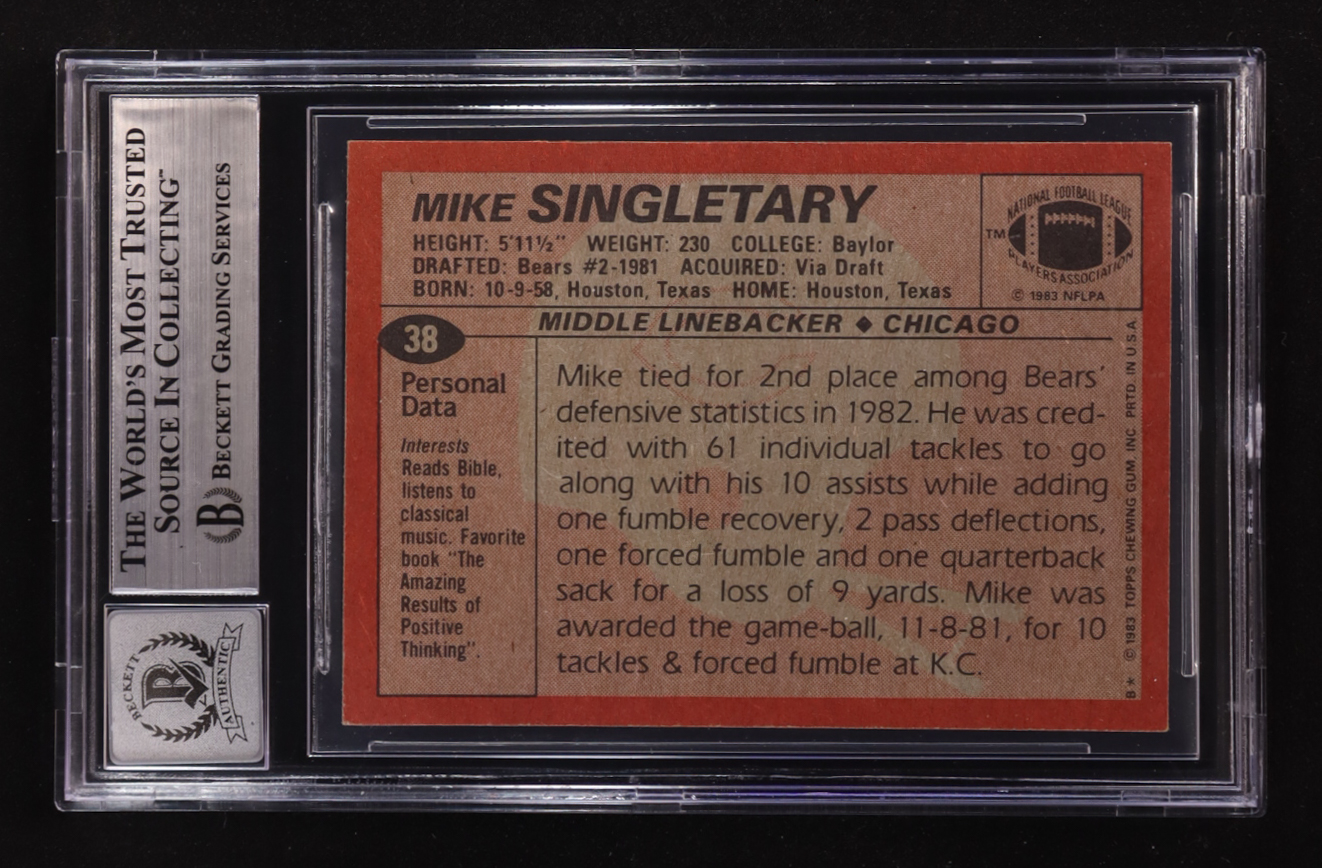 THE WORLD'S MOST TRUSTED
SOURCE IN COLLECTING™
B BECKETT GRADING SERVICES
BECKETT
B
AUTHENTIC
MIKE SINGLETARY
HEIGHT: 5'11½" WEIGHT: 230 COLLEGE: Baylor
DRAFTED: Bears #2-1981 ACQUIRED: Via Draft
BORN: 10-9-58, Houston, Texas HOME: Houston, Texas
NATIONAL FOOTBALL LEAGUE
TM
PLAYERS ASSOCIATION
© 1983 NFLPA
38
MIDDLE LINEBACKER ◆ CHICAGO
Personal
Data
Interests
Reads Bible,
listens to
classical
music. Favorite
book "The
Amazing
Results of
Positive
Thinking".
Mike tied for 2nd place among Bears'
defensive statistics in 1982. He was cred-
ited with 61 individual tackles to go
along with his 10 assists while adding
one fumble recovery, 2 pass deflections,
one forced fumble and one quarterback
sack for a loss of 9 yards. Mike was
awarded the game-ball, 11-8-81, for 10
tackles & forced fumble at K.C.
B* © 1983 TOPPS CHEWING GUM, INC PRTD. IN U.S.A